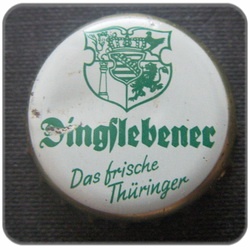 Dingslebener
Das frische
Thüringer